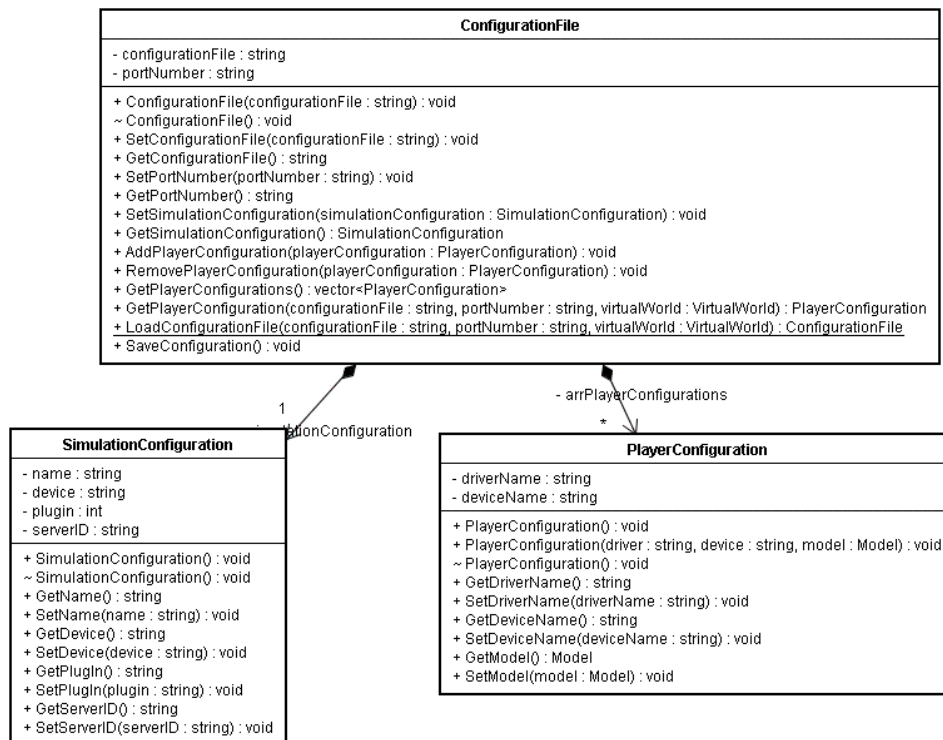 ConfigurationFile
- configurationFile : string
- portNumber : string
+ ConfigurationFile(configurationFile : string) : void
~ ConfigurationFile() : void
+ SetConfigurationFile(configurationFile : string) : void
+ GetConfigurationFile() : string
+ SetPortNumber(portNumber : string) : void
+ GetPortNumber() : string
+ SetSimulationConfiguration(simulationConfiguration : SimulationConfiguration) : void
+ GetSimulationConfiguration() : SimulationConfiguration
+ AddPlayerConfiguration(playerConfiguration : PlayerConfiguration) : void
+ RemovePlayerConfiguration(playerConfiguration : PlayerConfiguration) : void
+ GetPlayerConfigurations() : vector<PlayerConfiguration>
+ GetPlayerConfiguration(configurationFile : string, portNumber : string, virtualWorld : VirtualWorld) : PlayerConfiguration
+ LoadConfigurationFile(configurationFile : string, portNumber : string, virtualWorld : VirtualWorld) : ConfigurationFile
+ SaveConfiguration() : void
1
- arrPlayerConfigurations
*
SimulationConfiguration
- name : string
- device : string
- plugin : int
- serverID : string
+ SimulationConfiguration() : void
~ SimulationConfiguration() : void
+ GetName() : string
+ SetName(name : string) : void
+ GetDevice() : string
+ SetDevice(device : string) : void
+ GetPlugIn() : string
+ SetPlugIn(plugin : string) : void
+ GetServerID() : string
+ SetServerID(serverID : string) : void
PlayerConfiguration
- driverName : string
- deviceName : string
+ PlayerConfiguration() : void
+ PlayerConfiguration(driver : string, device : string, model : Model) : void
~ PlayerConfiguration() : void
+ GetDriverName() : string
+ SetDriverName(driverName : string) : void
+ GetDeviceName() : string
+ SetDeviceName(deviceName : string) : void
+ GetModel() : Model
+ SetModel(model : Model) : void